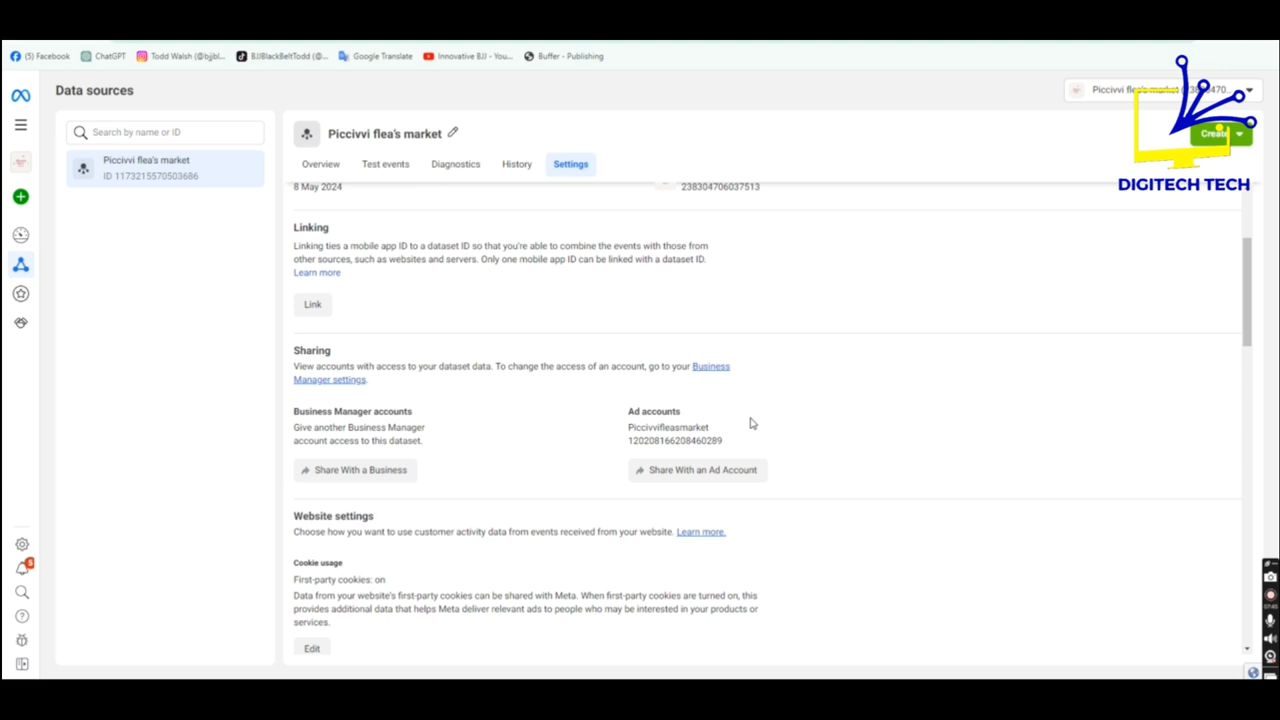 (5) Facebook ChatGPT Todd Walsh (@bjjbl... BJJBlackBeltTodd (@... Google Translate Innovative BJJ - You... Buffer - Publishing
Data sources
Piccivvi flea's market
Create
DIGITECH TECH
Search by name or ID
Piccivvi flea's market
ID 1173215570503686
Piccivvi flea's market
Overview Test events Diagnostics History Settings
8 May 2024 238304706037513
Linking
Linking ties a mobile app ID to a dataset ID so that you're able to combine the events with those from
other sources, such as websites and servers. Only one mobile app ID can be linked with a dataset ID.
Learn more
Link
Sharing
View accounts with access to your dataset data. To change the access of an account, go to your Business
Manager settings.
Business Manager accounts
Give another Business Manager
account access to this dataset.
Share With a Business
Ad accounts
Piccivvifleasmarket
120208166208460289
Share With an Ad Account
Website settings
Choose how you want to use customer activity data from events received from your website. Learn more.
Cookie usage
First-party cookies: on
Data from your website's first-party cookies can be shared with Meta. When first-party cookies are turned on, this
provides additional data that helps Meta deliver relevant ads to people who may be interested in your products or
services.
Edit